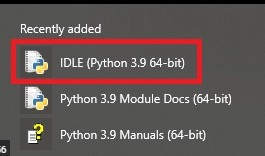 Recently added
IDLE (Python 3.9 64-bit)
Python 3.9 Module Docs (64-bit)
Python 3.9 Manuals (64-bit)